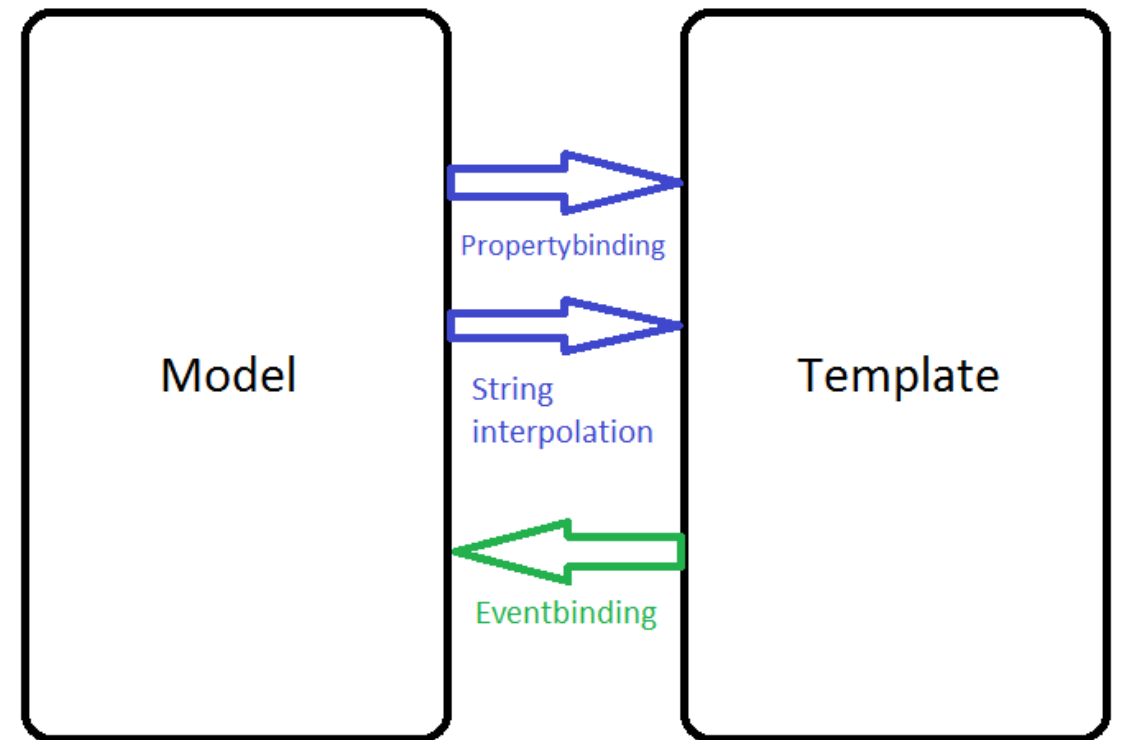 Propertybinding
Model
String
interpolation
Template
Eventbinding